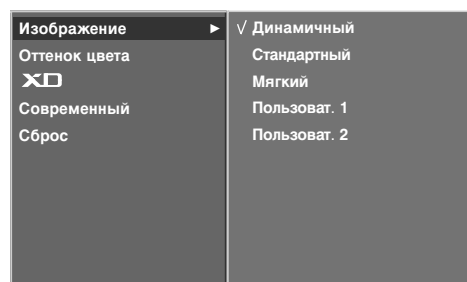 Изображение ►
Оттенок цвета
XD
Современный
Сброс
√ Динамичный
Стандартный
Мягкий
Пользоват. 1
Пользоват. 2